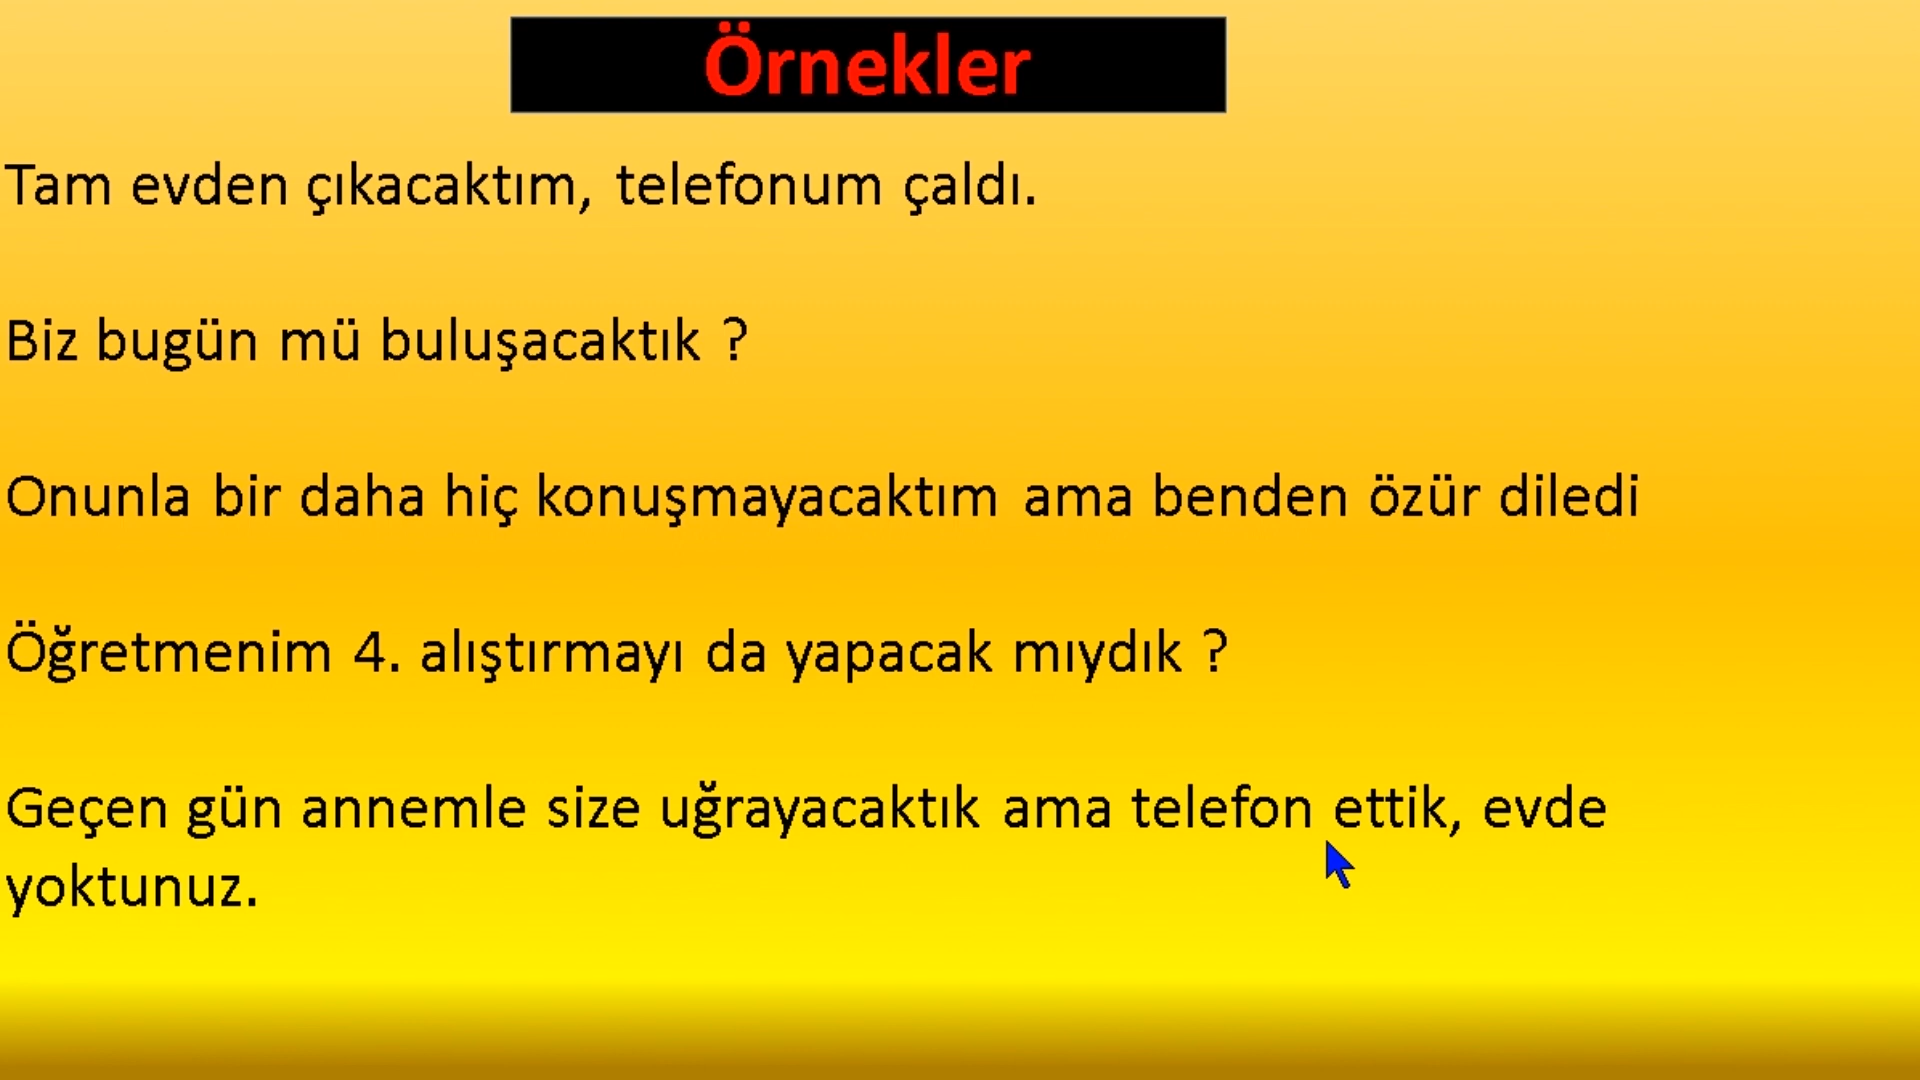 Örnekler
Tam evden çıkacaktım, telefonum çaldı.
Biz bugün mü buluşacaktık ?
Onunla bir daha hiç konuşmayacaktım ama benden özür diledi
Öğretmenim 4. alıştırmayı da yapacak mıydık ?
Geçen gün annemle size uğrayacaktık ama telefon ettik, evde
yoktunuz.